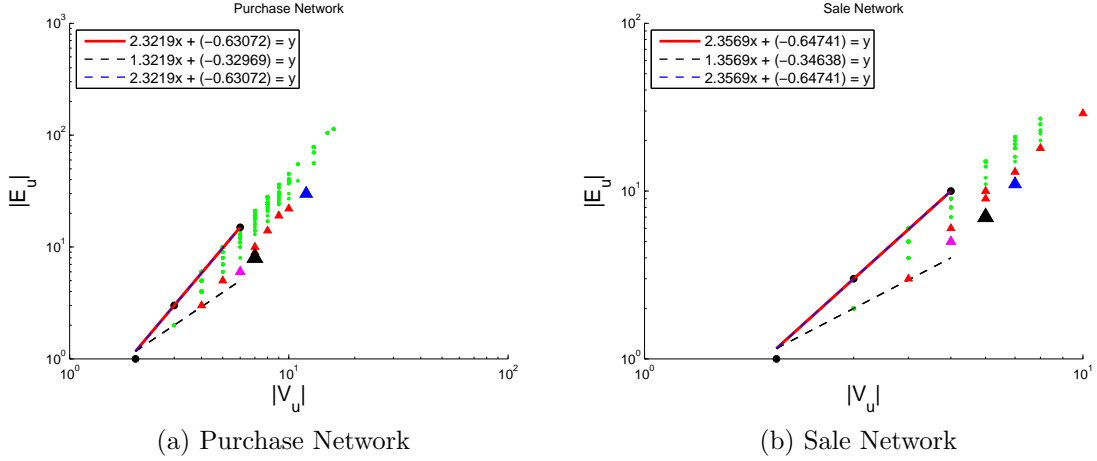 Purchase Network
10^3
10^2
10^1
10^0
|E_u|
2.3219x + (-0.63072) = y
1.3219x + (-0.32969) = y
2.3219x + (-0.63072) = y
10^0
10^1
10^2
|V_u|
(a) Purchase Network
Sale Network
10^2
10^1
10^0
|E_u|
2.3569x + (-0.64741) = y
1.3569x + (-0.34638) = y
2.3569x + (-0.64741) = y
10^0
10^1
|V_u|
(b) Sale Network